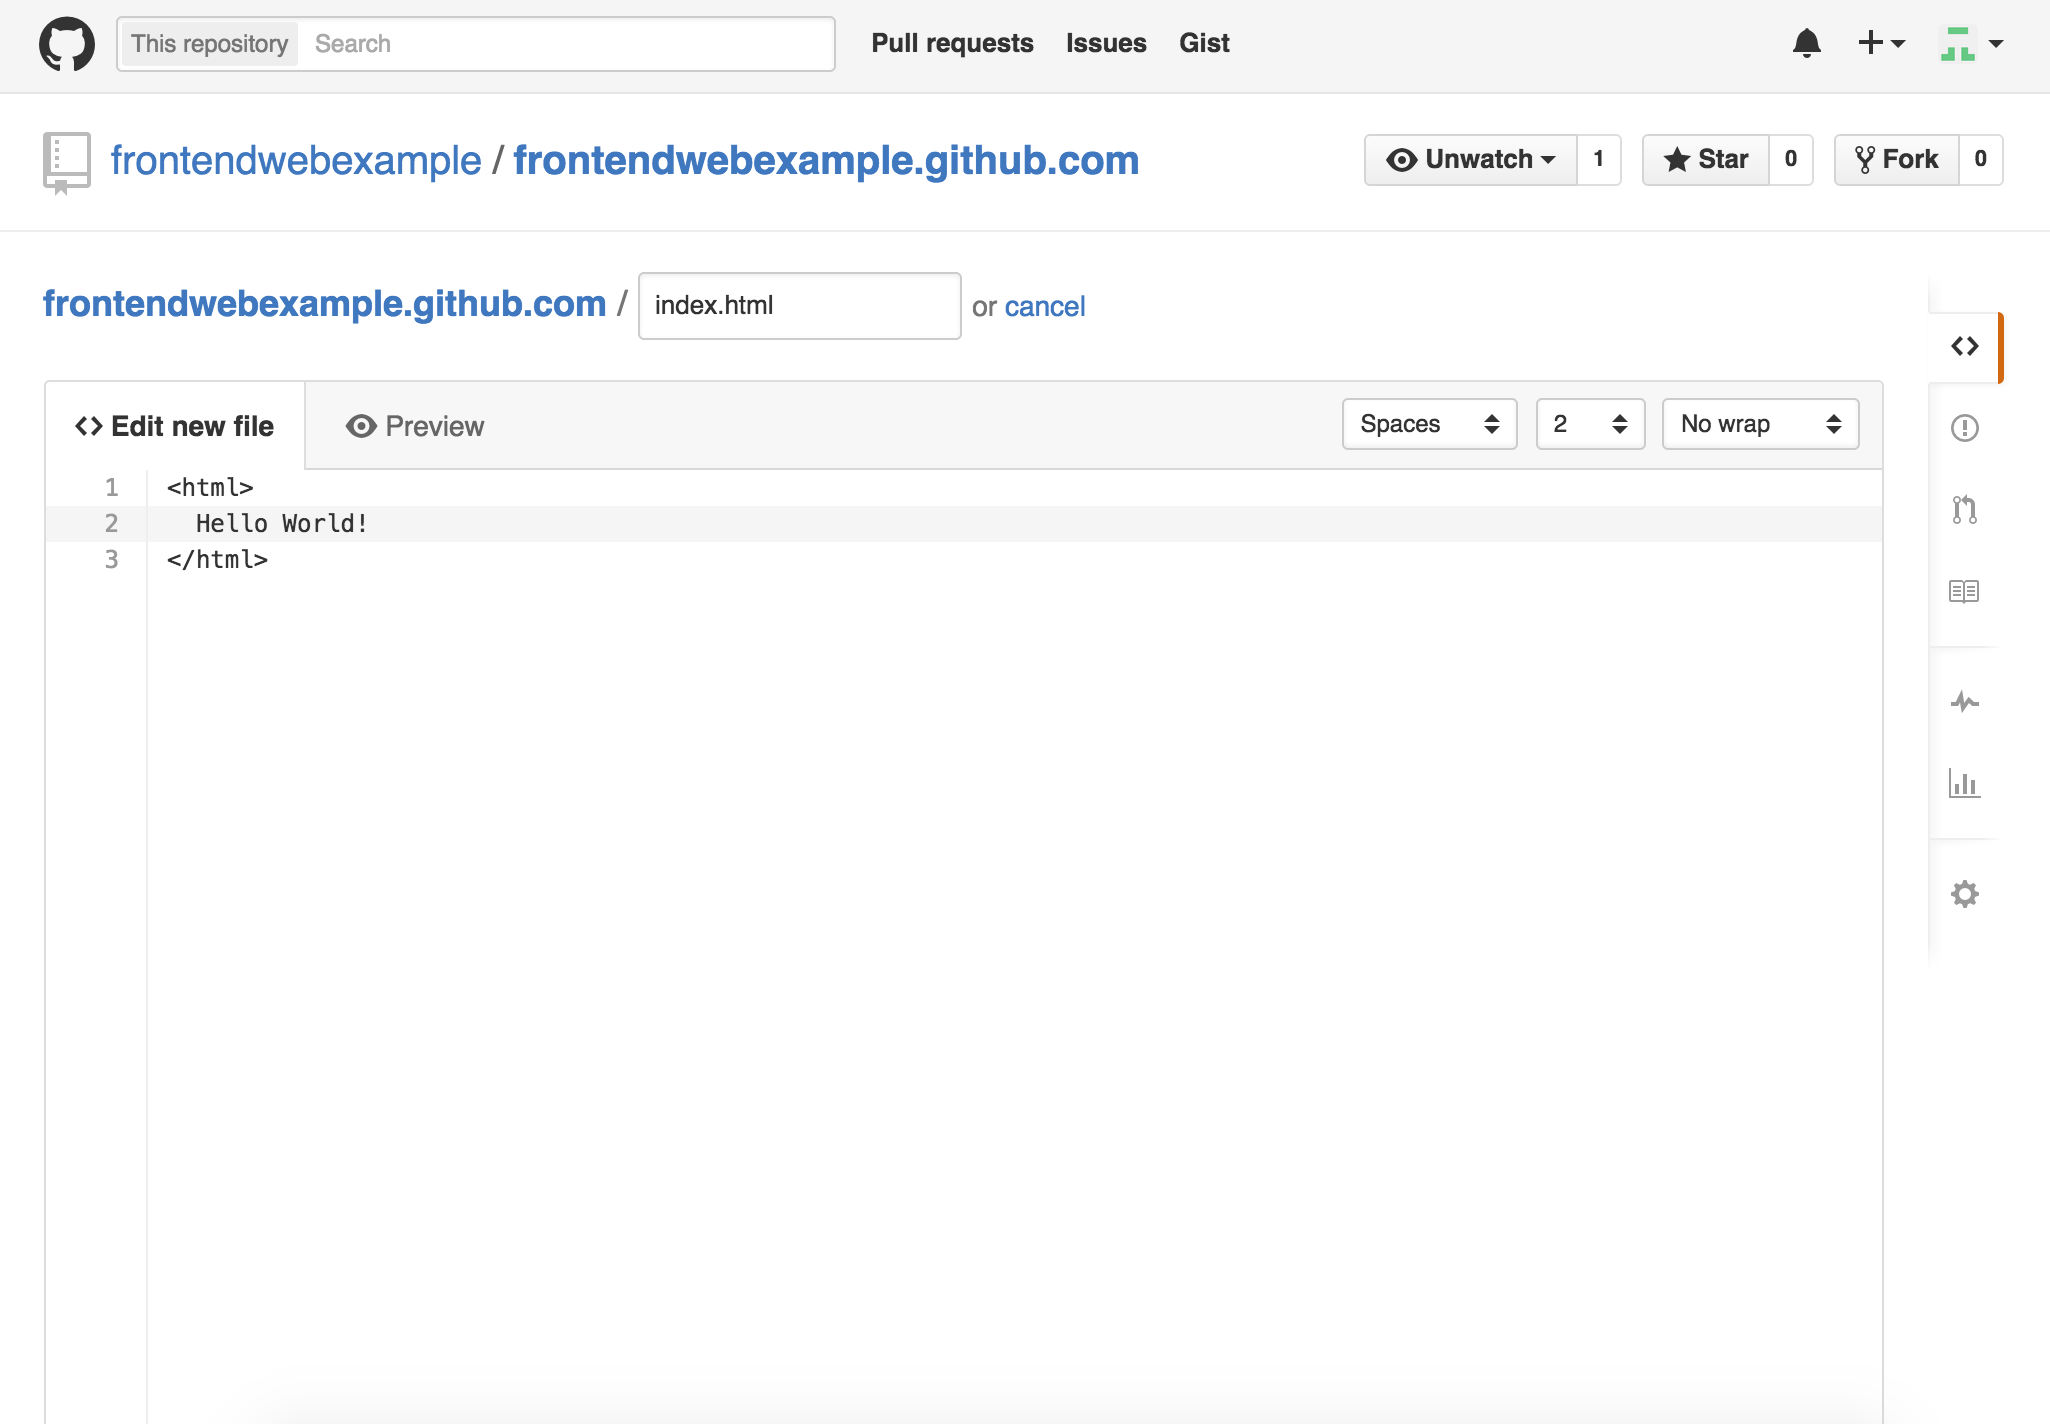 This repository Search Pull requests Issues Gist
frontendwebexample / frontendwebexample.github.com Unwatch 1 Star 0 Fork 0
frontendwebexample.github.com / index.html or cancel
<> Edit new file Preview Spaces 2 No wrap
1 <html>
2 Hello World!
3 </html>